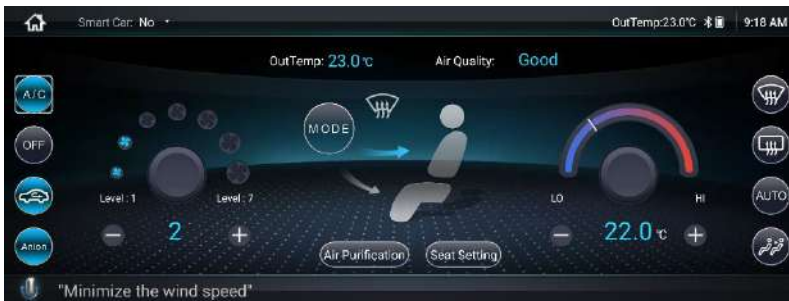 Smart Car: No
OutTemp:23.0°C
9:18 AM
OutTemp: 23.0 °C
Air Quality: Good
A/C
MODE
OFF
Level : 1
Level : 7
LO
HI
AUTO
2
22.0 °C
Anion
Air Purification
Seat Setting
"Minimize the wind speed"